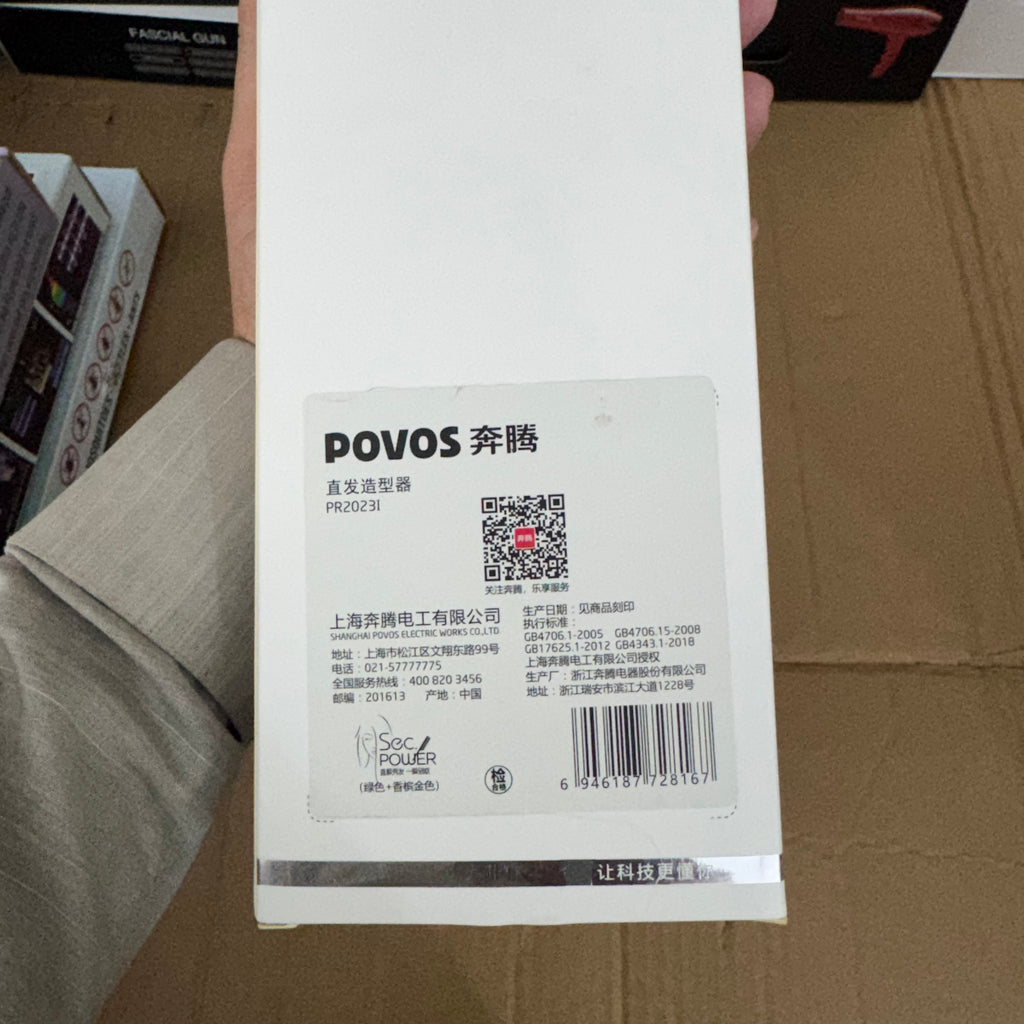 FASCIAL GUN
POVOS 奔腾
直发造型器
PR2023I
奔腾
关注奔腾，乐享服务
上海奔腾电工有限公司
SHANGHAI POVOS ELECTRIC WORKS CO.,LTD.
地址：上海市松江区文翔东路99号
电话：021-57777775
全国服务热线：400 820 3456
邮编：201613 产地：中国
生产日期：见商品刻印
执行标准：
GB4706.1-2005 GB4706.15-2008
GB17625.1-2012 GB4343.1-2018
上海奔腾电工有限公司授权
生产厂：浙江奔腾电器股份有限公司
地址：浙江瑞安市滨江大道1228号
Sec
POWER
(绿色+香槟金色)
检
合格
6 946187 728167
让科技更懂你